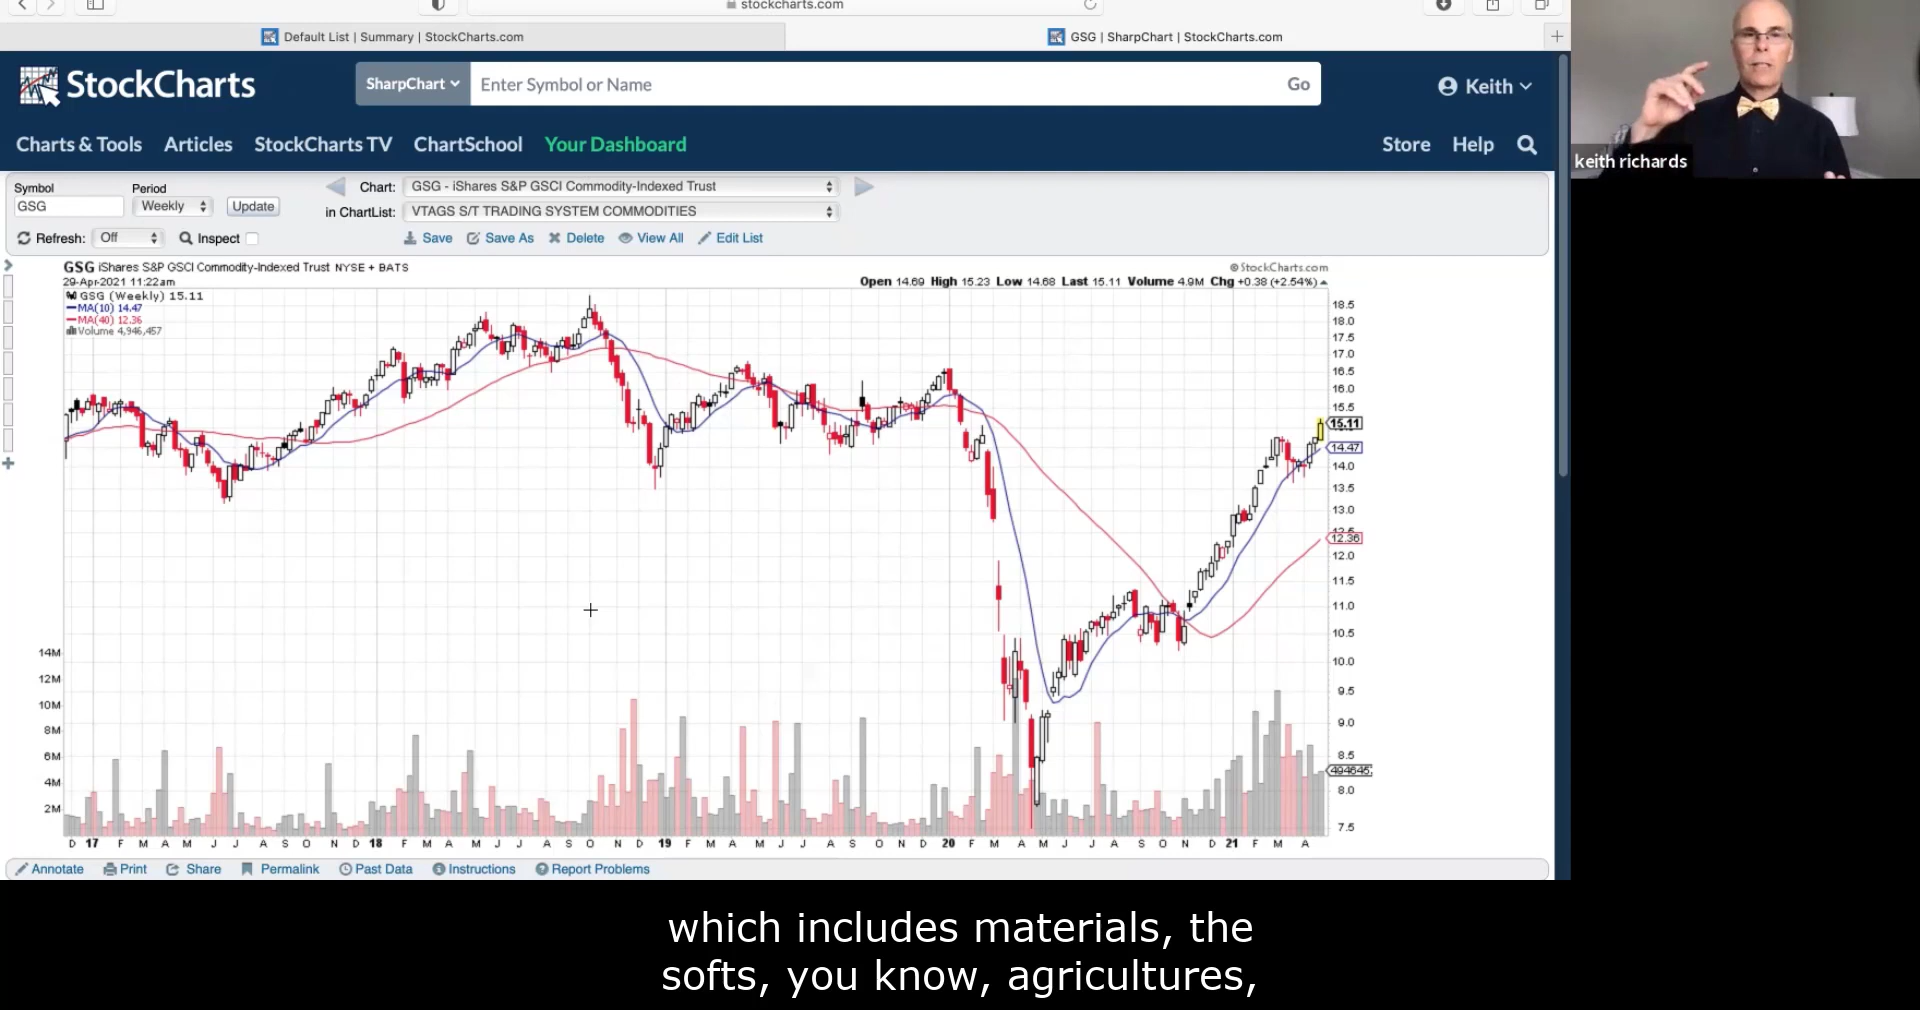 stockcharts.com
Default List | Summary | StockCharts.com
GSG | SharpChart | StockCharts.com
StockCharts
SharpChart
Enter Symbol or Name
Go
Keith
Charts & Tools
Articles
StockCharts TV
ChartSchool
Your Dashboard
Store
Help
keith richards
Symbol
Period
Chart:
GSG - iShares S&P GSCI Commodity-Indexed Trust
GSG
Weekly
Update
in ChartList:
VTAGS S/T TRADING SYSTEM COMMODITIES
Refresh:
Off
Inspect
Save
Save As
Delete
View All
Edit List
GSG iShares S&P GSCI Commodity-Indexed Trust NYSE + BATS
© StockCharts.com
29-Apr-2021 11:22am
Open 14.69 High 15.23 Low 14.68 Last 15.11 Volume 4.9M Chg +0.38 (+2.54%)
GSG (Weekly) 15.11
MA(10) 14.47
MA(40) 12.36
Volume 4,946,457
18.5
18.0
17.5
17.0
16.5
16.0
15.5
15.11
14.47
14.0
13.5
13.0
12.5
12.36
12.0
11.5
11.0
10.5
10.0
9.5
9.0
8.5
8.0
7.5
14M
12M
10M
8M
6M
4M
2M
D 17 F M A M J J A S O N D 18 F M A M J J A S O N D 19 F M A M J J A S O N D 20 F M A M J J A S O N D 21 F M A
Annotate
Print
Share
Permalink
Past Data
Instructions
Report Problems
which includes materials, the
softs, you know, agricultures,